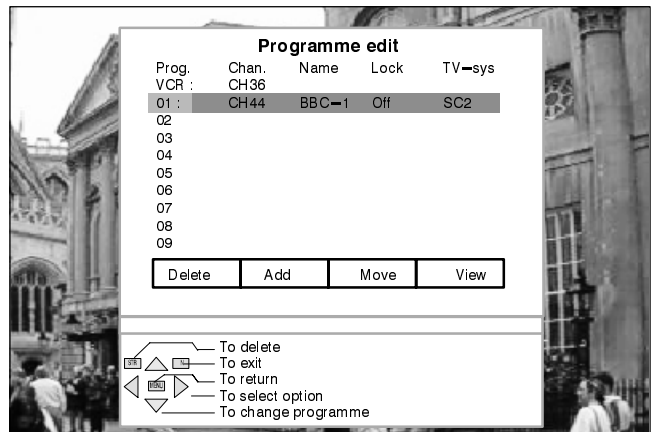 Programme edit
Prog. Chan. Name Lock TV-sys
VCR : CH36
01 : CH44 BBC-1 Off SC2
02
03
04
05
06
07
08
09
Delete Add Move View
To delete
STR N To exit
MENU To return
To select option
To change programme